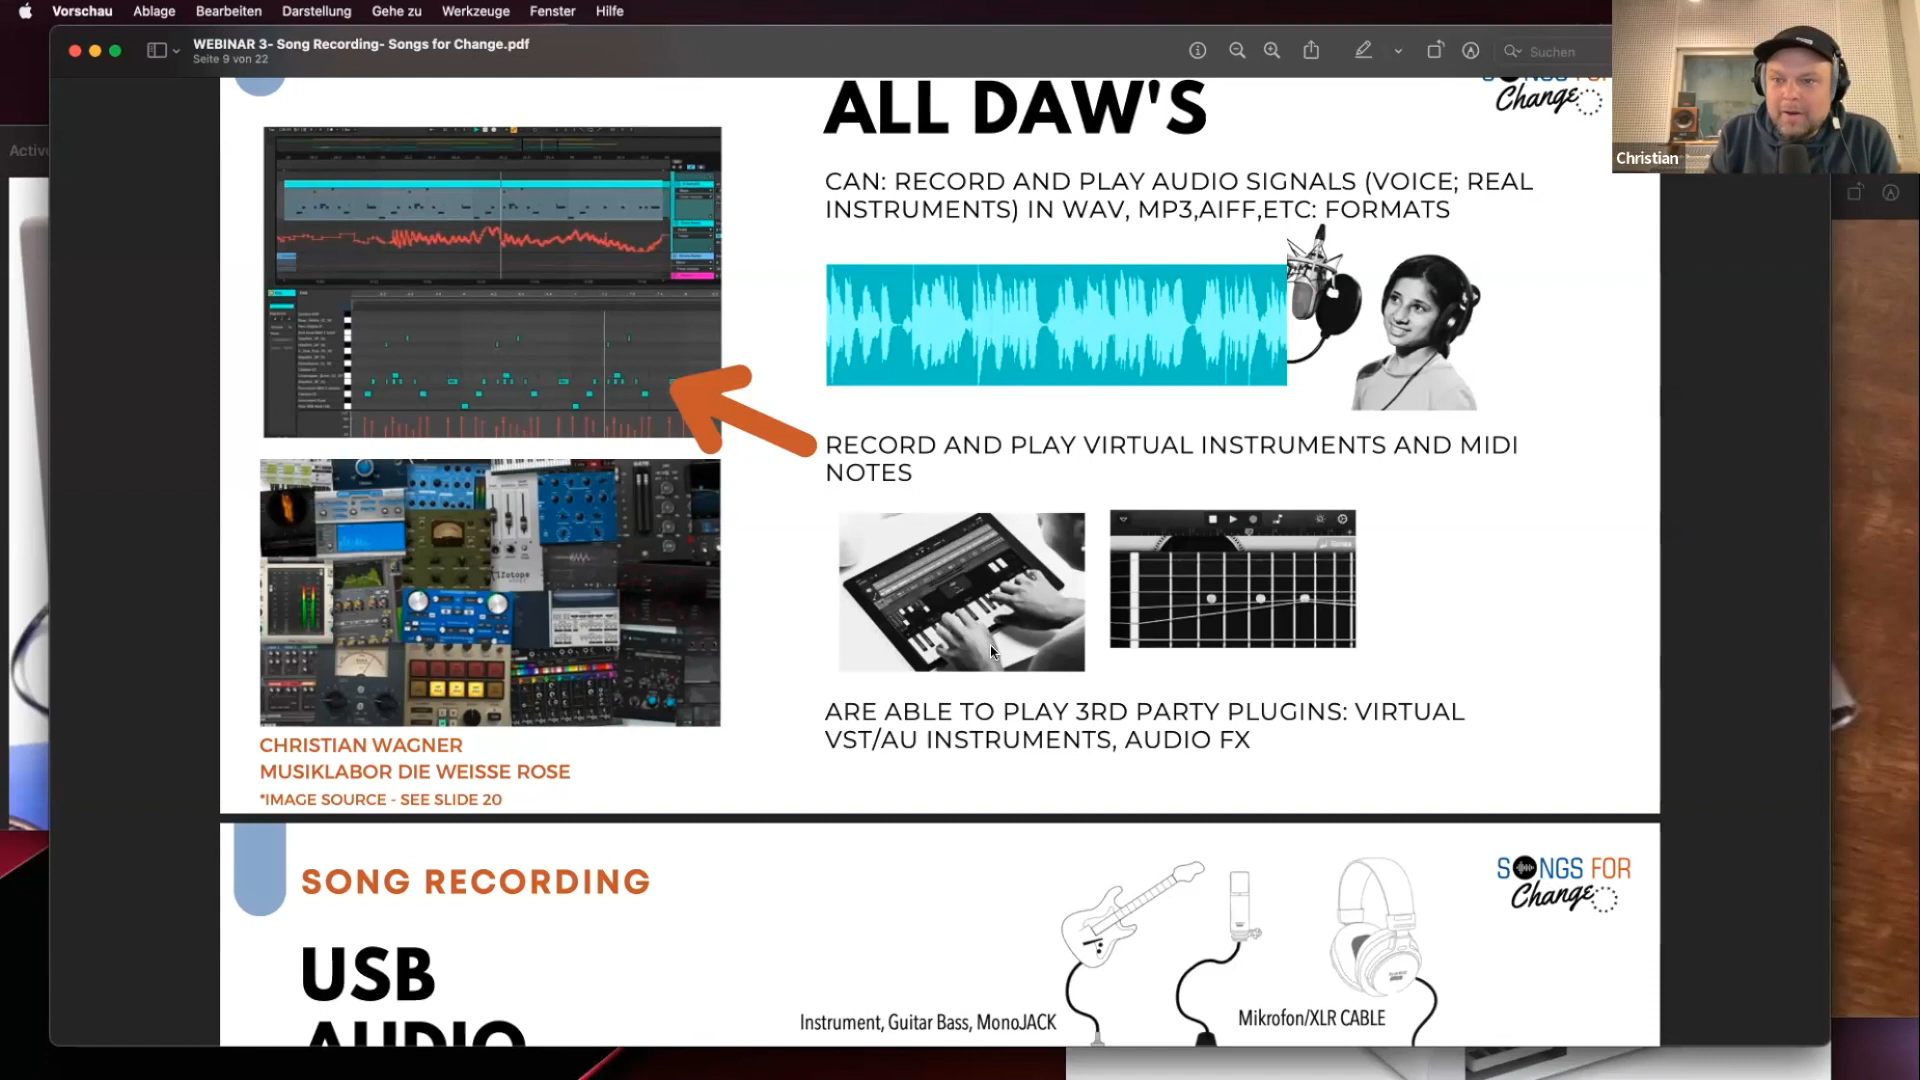 Vorschau Ablage Bearbeiten Darstellung Gehe zu Werkzeuge Fenster Hilfe
WEBINAR 3- Song Recording- Songs for Change.pdf
Seite 9 von 22
Suchen
Christian
ALL DAW'S
Change
CAN: RECORD AND PLAY AUDIO SIGNALS (VOICE; REAL
INSTRUMENTS) IN WAV, MP3,AIFF,ETC: FORMATS
RECORD AND PLAY VIRTUAL INSTRUMENTS AND MIDI
NOTES
iZotope
ARE ABLE TO PLAY 3RD PARTY PLUGINS: VIRTUAL
VST/AU INSTRUMENTS, AUDIO FX
CHRISTIAN WAGNER
MUSIKLABOR DIE WEISSE ROSE
*IMAGE SOURCE - SEE SLIDE 20
SONG RECORDING
SONGS FOR
Change
USB
AUDIO
Instrument, Guitar Bass, MonoJACK
Mikrofon/XLR CABLE